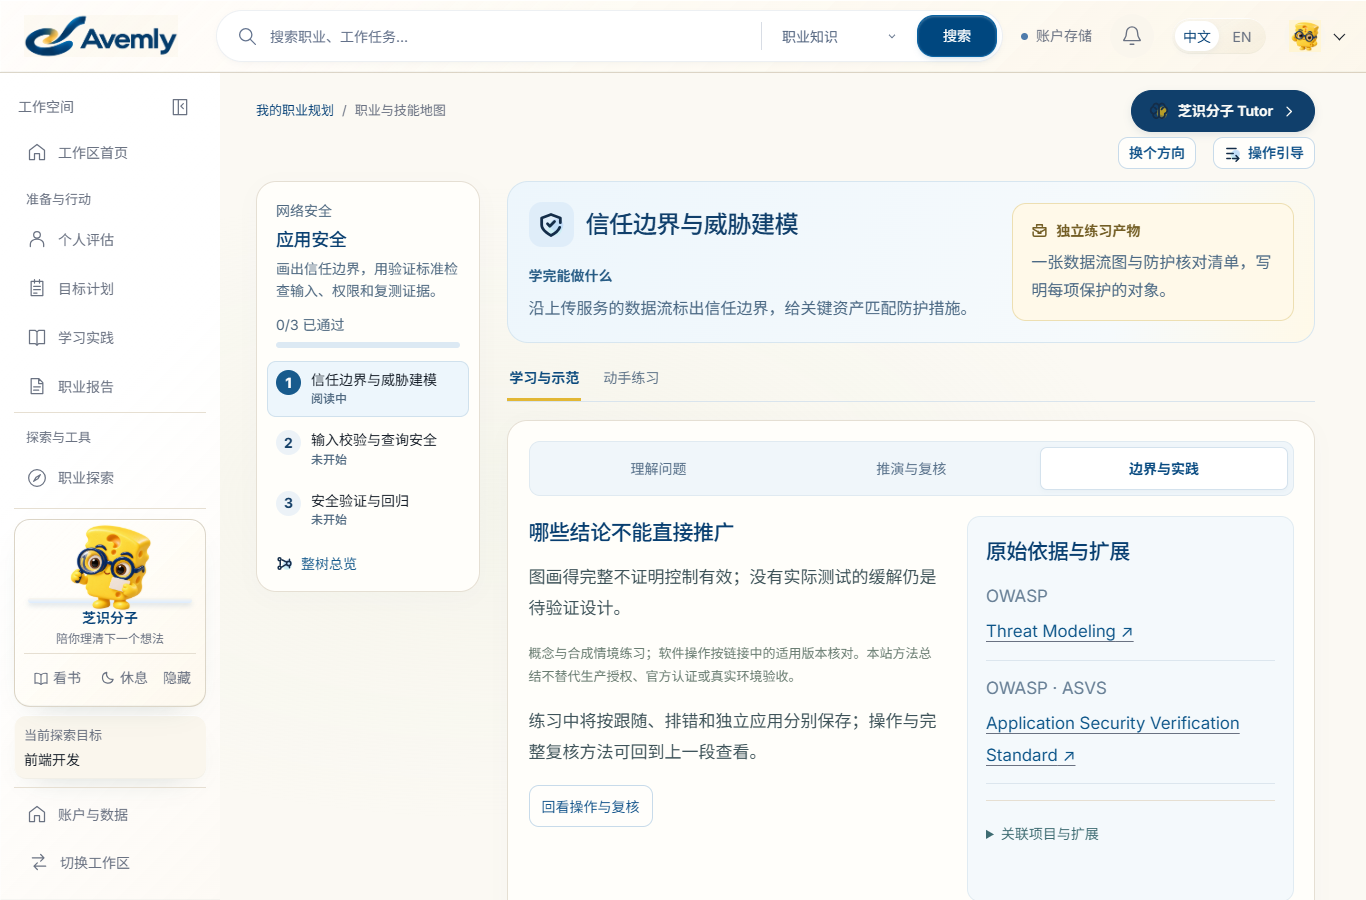 Avemly
搜索职业、工作任务...
职业知识
搜索
账户存储
中文
EN
工作空间
工作区首页
准备与行动
个人评估
目标计划
学习实践
职业报告
探索与工具
职业探索
芝识分子
陪你理清下一个想法
看书
休息
隐藏
当前探索目标
前端开发
账户与数据
切换工作区
我的职业规划 / 职业与技能地图
芝识分子 Tutor
换个方向
操作引导
网络安全
应用安全
画出信任边界，用验证标准检
查输入、权限和复测证据。
0/3 已通过
1 信任边界与威胁建模
阅读中
2 输入校验与查询安全
未开始
3 安全验证与回归
未开始
整树总览
信任边界与威胁建模
学完能做什么
沿上传服务的数据流标出信任边界，给关键资产匹配防护措施。
独立练习产物
一张数据流图与防护核对清单，写
明每项保护的对象。
学习与示范
动手练习
理解问题
推演与复核
边界与实践
哪些结论不能直接推广
图画得完整不证明控制有效；没有实际测试的缓解仍是
待验证设计。
概念与合成情境练习；软件操作按链接中的适用版本核对。本站方法总
结不替代生产授权、官方认证或真实环境验收。
练习中将按跟随、排错和独立应用分别保存；操作与完
整复核方法可回到上一段查看。
回看操作与复核
原始依据与扩展
OWASP
Threat Modeling ↗
OWASP · ASVS
Application Security Verification
Standard ↗
▶ 关联项目与扩展